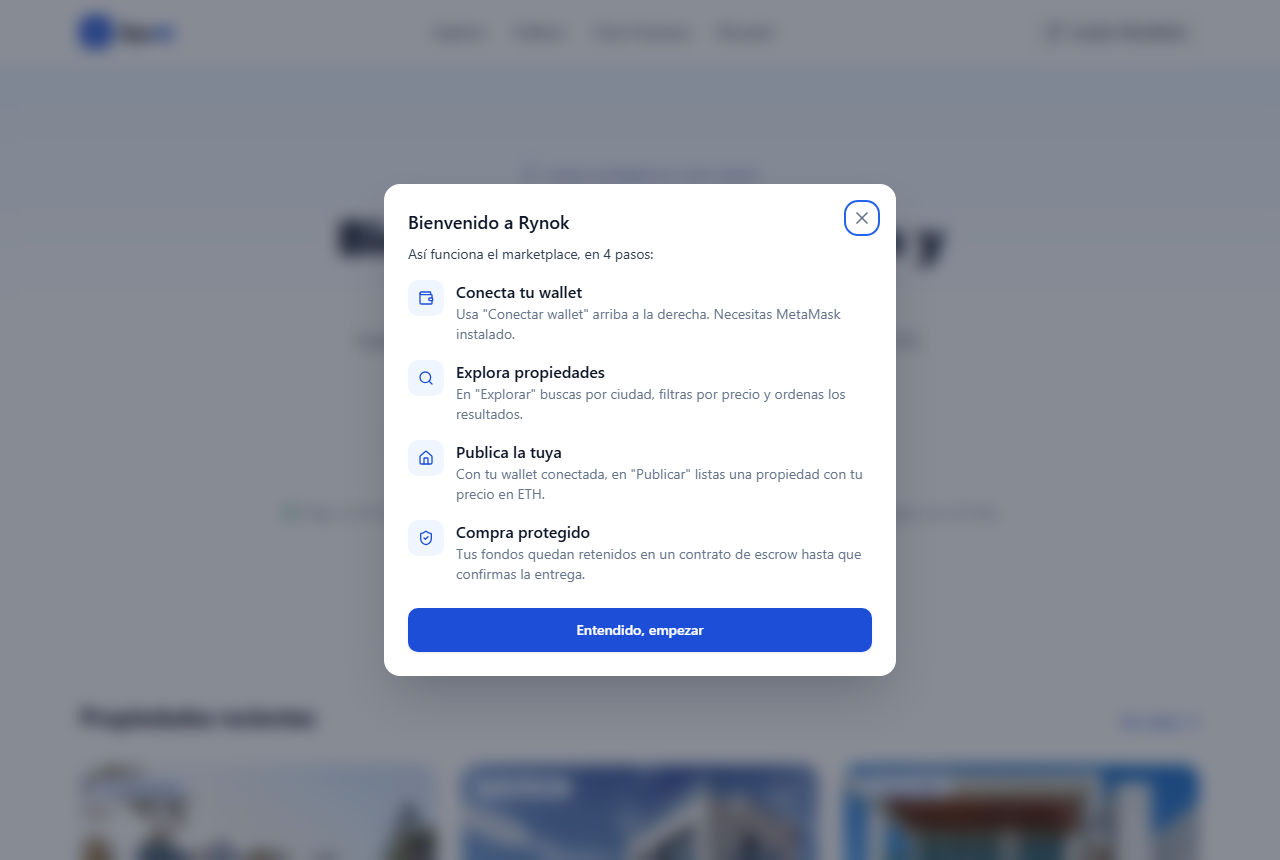 Bienvenido a Rynok
Así funciona el marketplace, en 4 pasos:
Conecta tu wallet
Usa "Conectar wallet" arriba a la derecha. Necesitas MetaMask
instalado.
Explora propiedades
En "Explorar" buscas por ciudad, filtras por precio y ordenas los
resultados.
Publica la tuya
Con tu wallet conectada, en "Publicar" listas una propiedad con tu
precio en ETH.
Compra protegido
Tus fondos quedan retenidos en un contrato de escrow hasta que
confirmas la entrega.
Entendido, empezar
Propiedades recientes